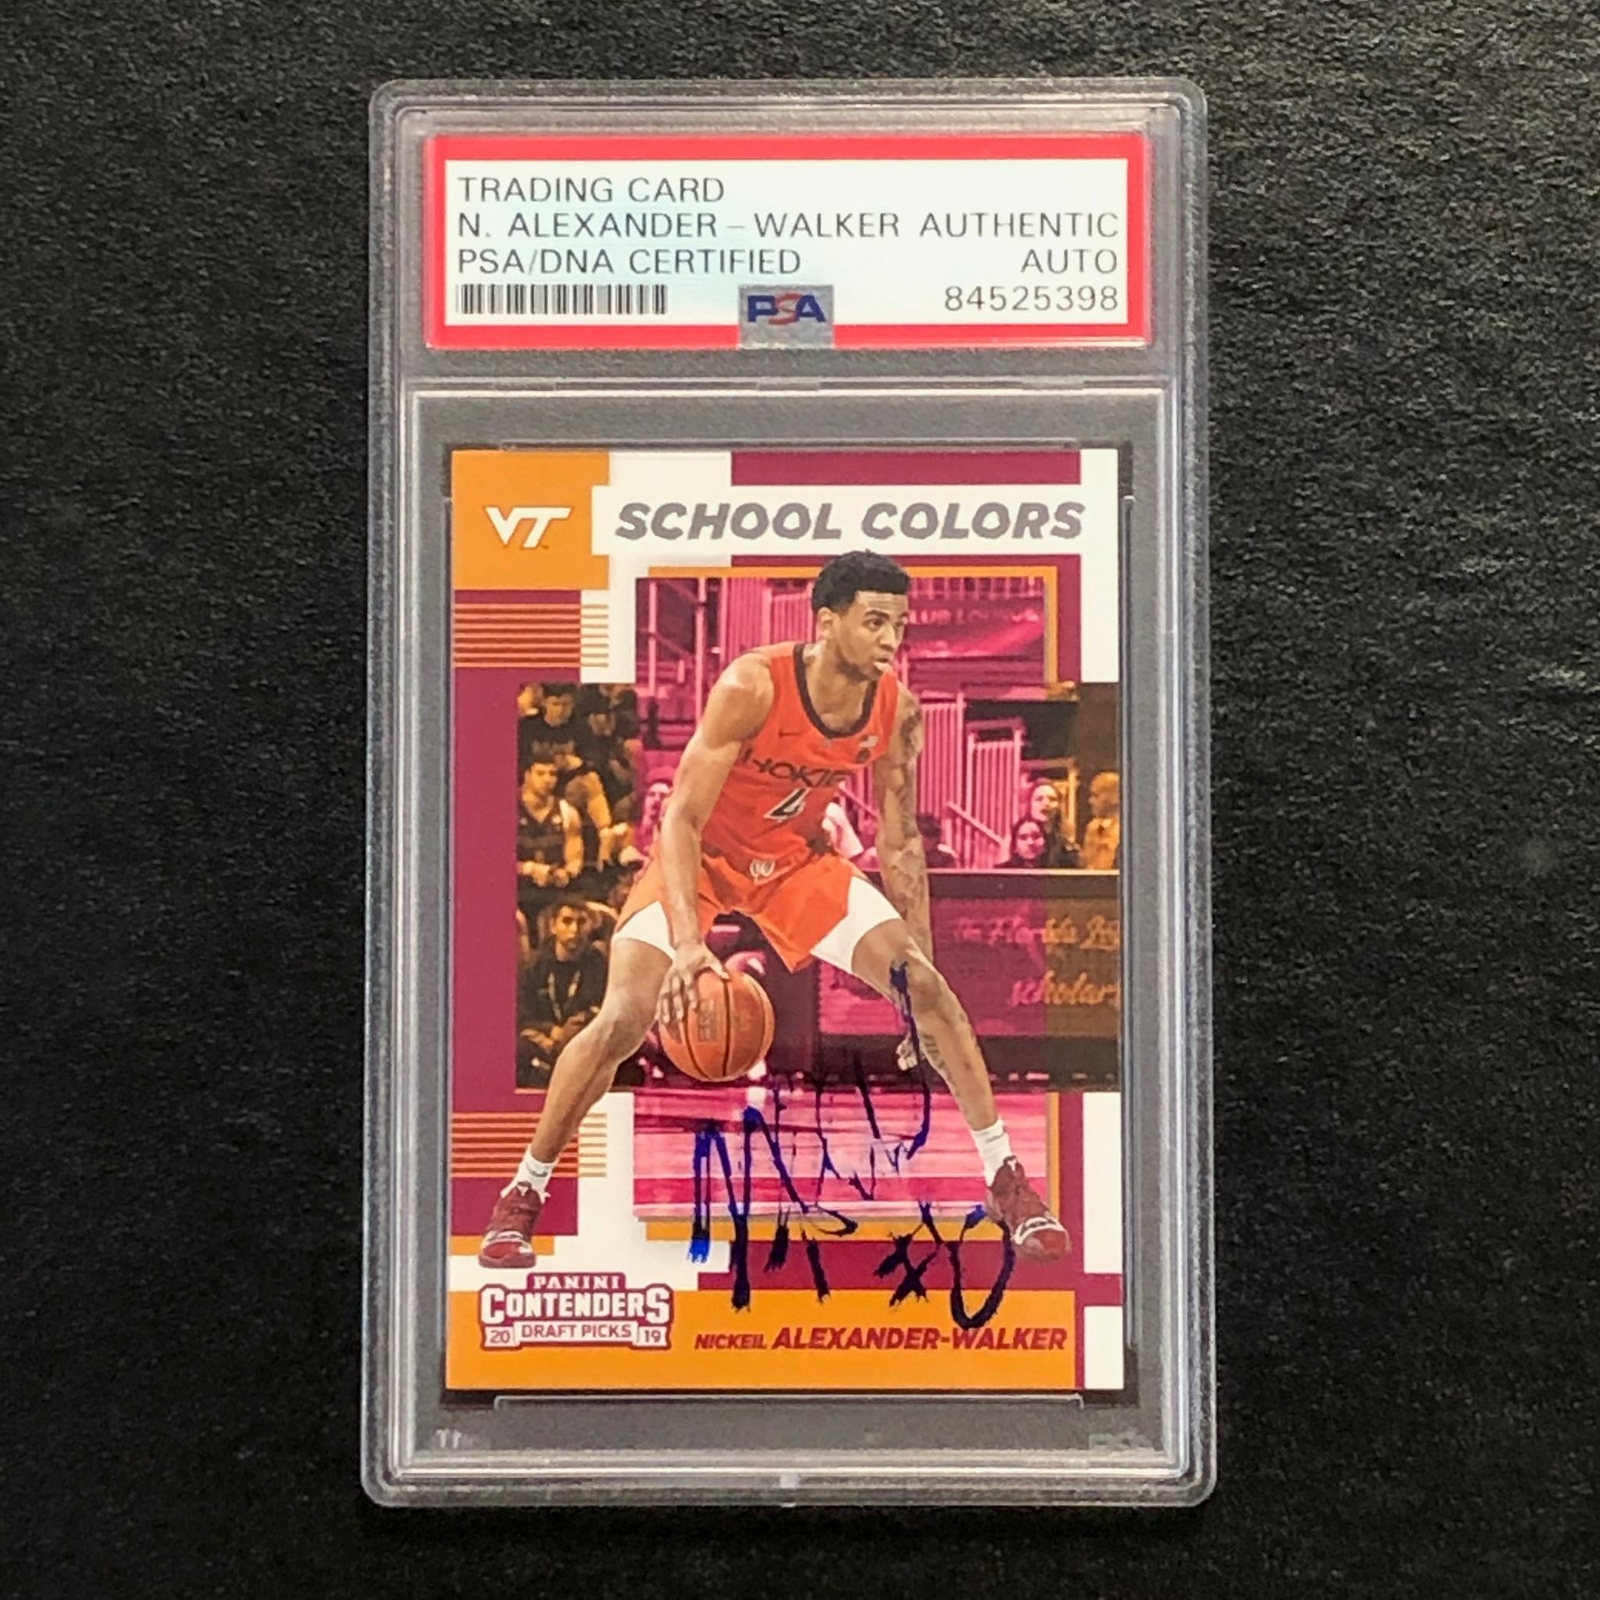 TRADING CARD
N. ALEXANDER-WALKER AUTHENTIC
PSA/DNA CERTIFIED AUTO
PSA 84525398
VT SCHOOL COLORS
HOKIE
4
PANINI
CONTENDERS
20 DRAFT PICKS 19
NICKEIL ALEXANDER-WALKER